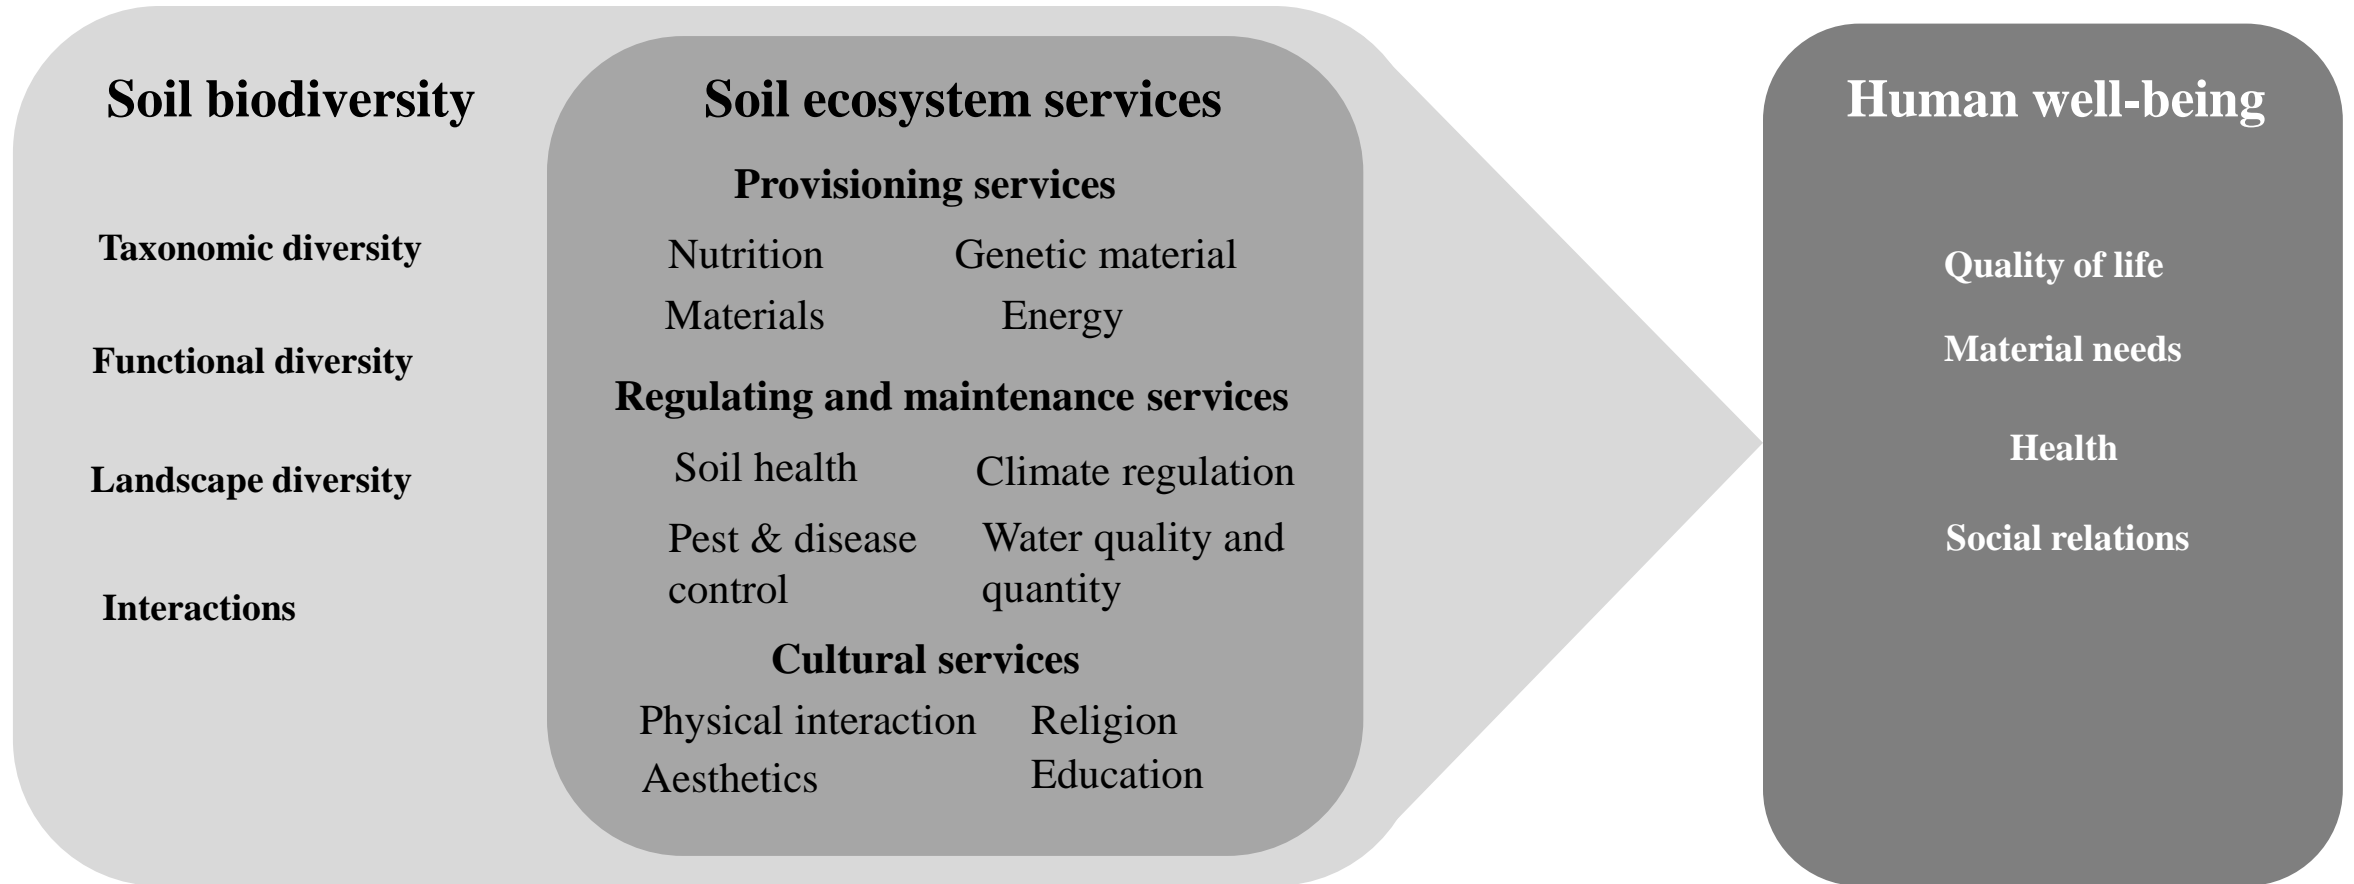 Soil biodiversity
Taxonomic diversity
Functional diversity
Landscape diversity
Interactions
Soil ecosystem services
Provisioning services
Nutrition
Genetic material
Materials
Energy
Regulating and maintenance services
Soil health
Climate regulation
Pest & disease
control
Water quality and
quantity
Cultural services
Physical interaction
Religion
Aesthetics
Education
Human well-being
Quality of life
Material needs
Health
Social relations